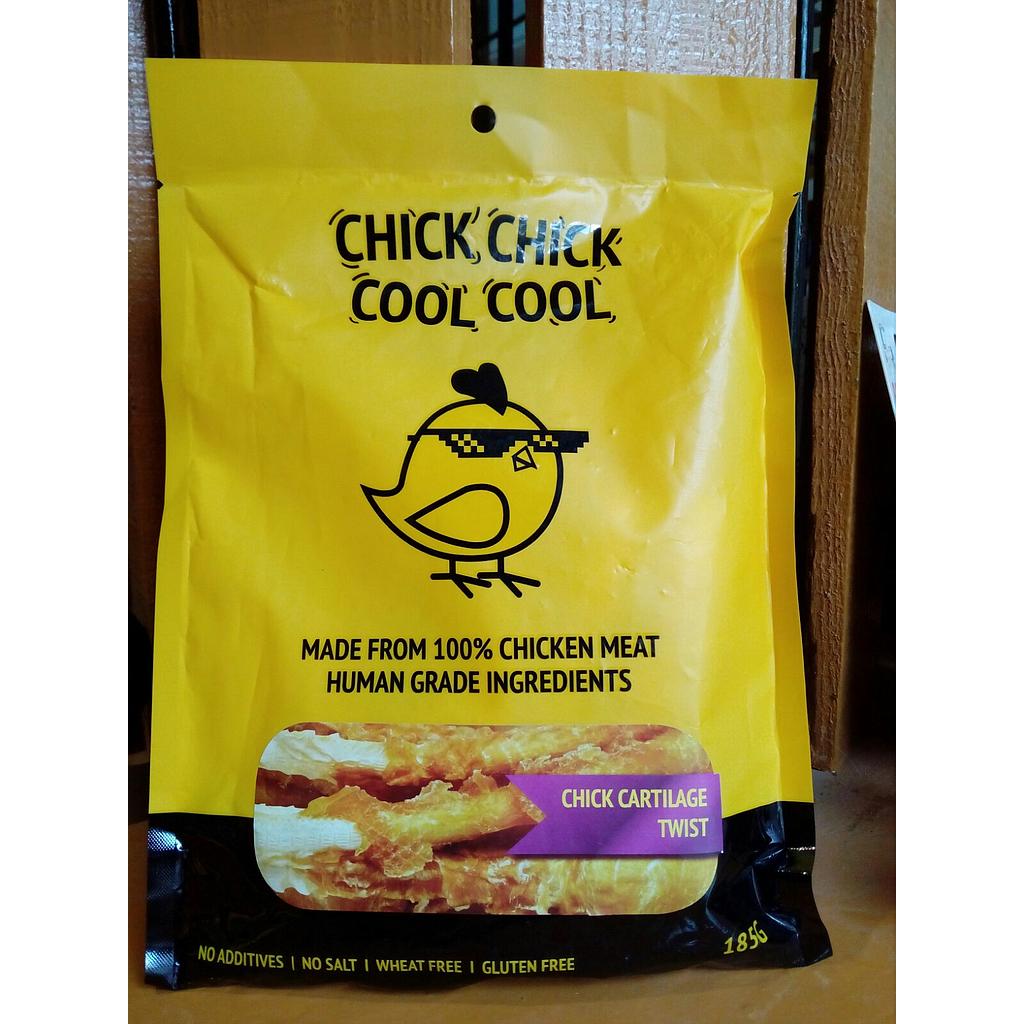 CHICK CHICK
COOL COOL
MADE FROM 100% CHICKEN MEAT
HUMAN GRADE INGREDIENTS
CHICK CARTILAGE
TWIST
185G
NO ADDITIVES | NO SALT | WHEAT FREE | GLUTEN FREE